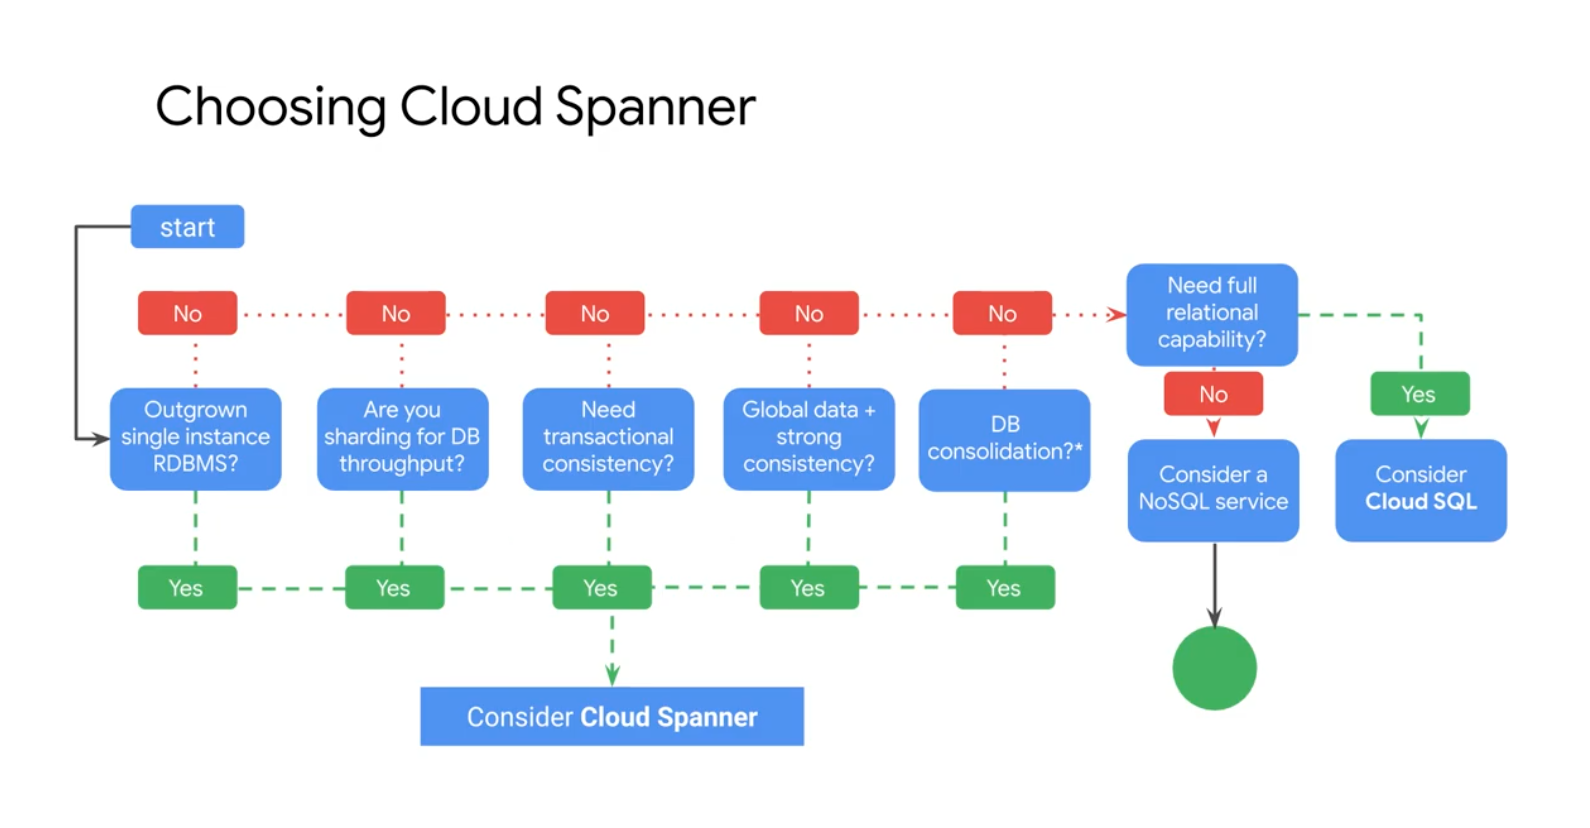 Choosing Cloud Spanner
start
No
No
No
No
No
Need full
relational
capability?
No
Yes
Outgrown
single instance
RDBMS?
Are you
sharding for DB
throughput?
Need
transactional
consistency?
Global data +
strong
consistency?
DB
consolidation?*
Consider a
NoSQL service
Consider
Cloud SQL
Yes
Yes
Yes
Yes
Yes
Consider Cloud Spanner